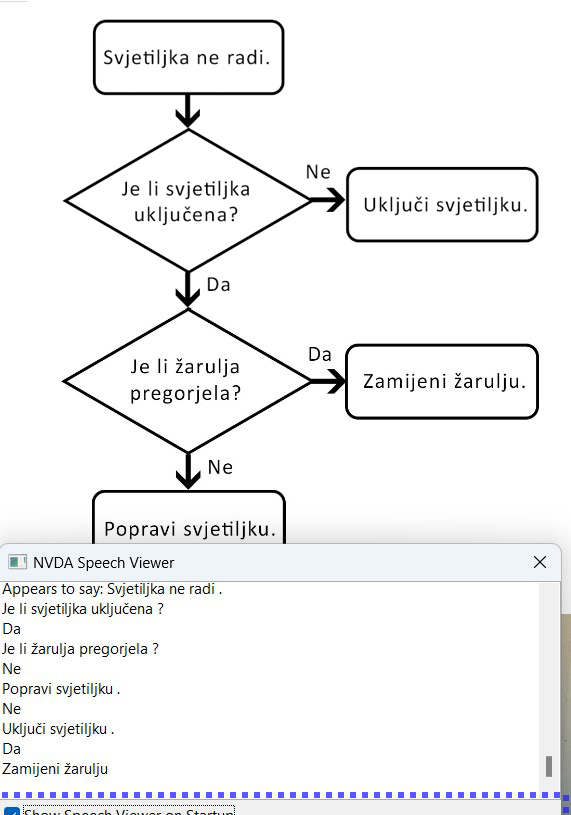 Svjetiljka ne radi.
Je li svjetiljka
uključena?
Ne
Uključi svjetiljku.
Da
Je li žarulja
pregorjela?
Da
Zamijeni žarulju.
Ne
Popravi svjetiljku.
NVDA Speech Viewer
Appears to say: Svjetiljka ne radi .
Je li svjetiljka uključena ?
Da
Je li žarulja pregorjela ?
Ne
Popravi svjetiljku .
Ne
Uključi svjetiljku .
Da
Zamijeni žarulju
Show Speech Viewer on Startup